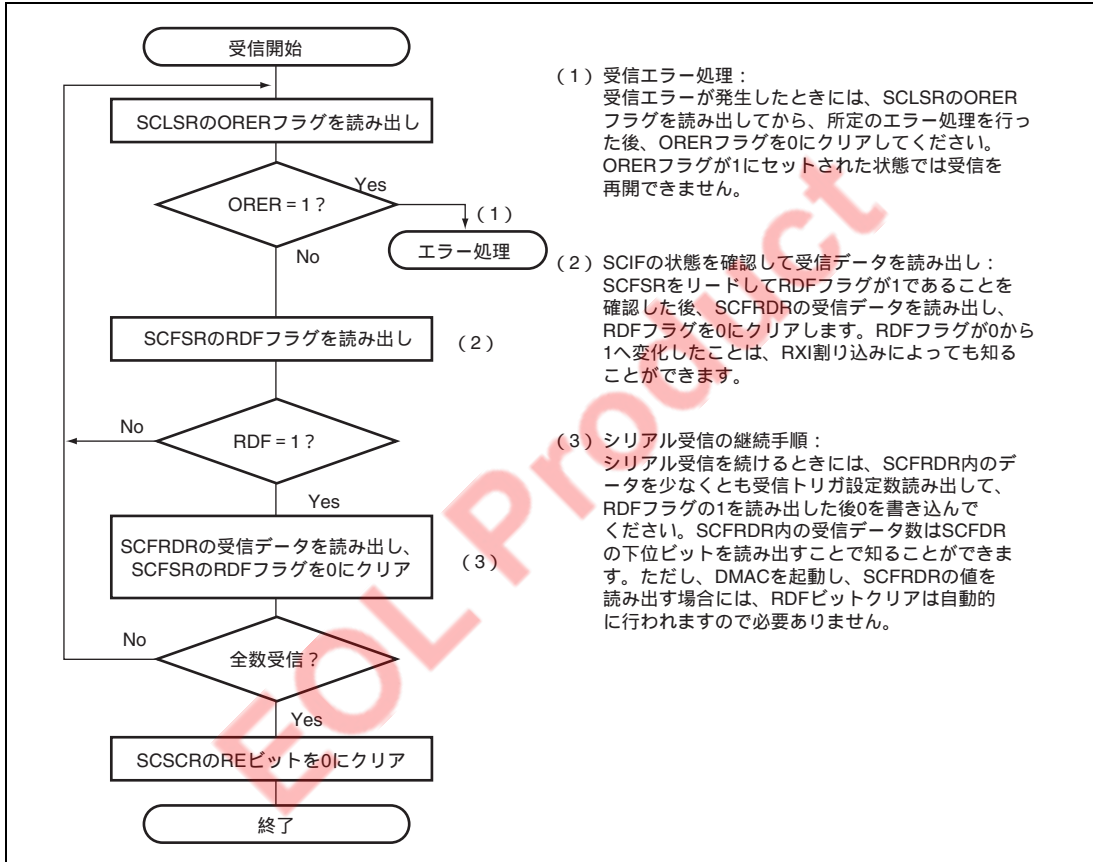 受信開始
SCLSRのORERフラグを読み出し
ORER = 1？
Yes
（1）
エラー処理
No
SCFSRのRDFフラグを読み出し
（2）
No
RDF = 1？
Yes
SCFRDRの受信データを読み出し、
SCFSRのRDFフラグを0にクリア
（3）
No
全数受信？
Yes
SCSCRのREビットを0にクリア
終了
（1）受信エラー処理：
受信エラーが発生したときには、SCLSRのORER
フラグを読み出してから、所定のエラー処理を行っ
た後、ORERフラグを0にクリアしてください。
ORERフラグが1にセットされた状態では受信を
再開できません。
（2）SCIFの状態を確認して受信データを読み出し：
SCFSRをリードしてRDFフラグが1であることを
確認した後、SCFRDRの受信データを読み出し、
RDFフラグを0にクリアします。RDFフラグが0から
1へ変化したことは、RXI割り込みによっても知る
ことができます。
（3）シリアル受信の継続手順：
シリアル受信を続けるときには、SCFRDR内のデ
ータを少なくとも受信トリガ設定数読み出して、
RDFフラグの1を読み出した後0を書き込んで
ください。SCFRDR内の受信データ数はSCFDR
の下位ビットを読み出すことで知ることができま
す。ただし、DMACを起動し、SCFRDRの値を
読み出す場合には、RDFビットクリアは自動的
に行われますので必要ありません。
EOL Product